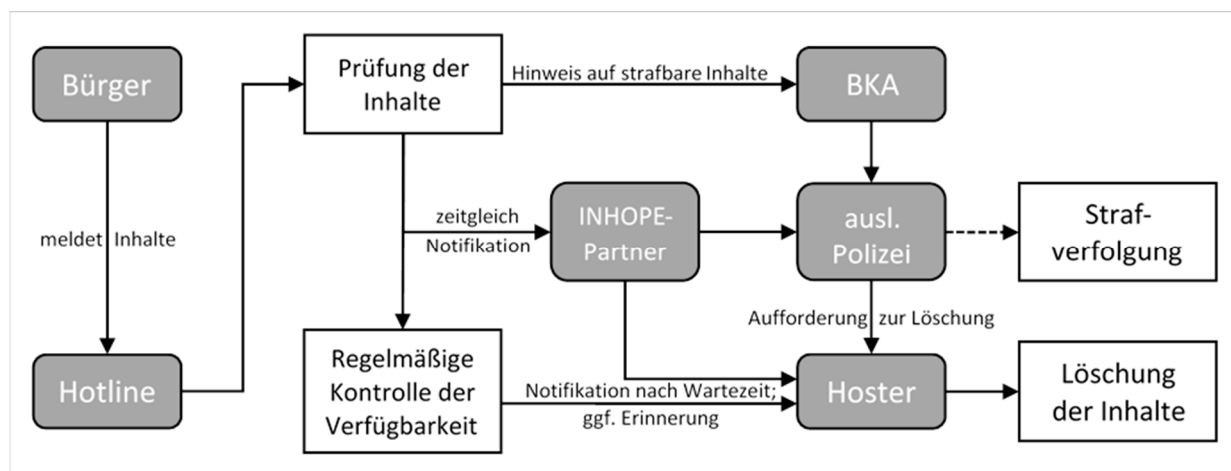 Bürger
Prüfung der
Inhalte
Hinweis auf strafbare Inhalte
BKA
meldet Inhalte
zeitgleich
Notifikation
INHOPE-
Partner
ausl.
Polizei
Straf-
verfolgung
Aufforderung zur Löschung
Hotline
Regelmäßige
Kontrolle der
Verfügbarkeit
Notifikation nach Wartezeit;
ggf. Erinnerung
Hoster
Löschung
der Inhalte